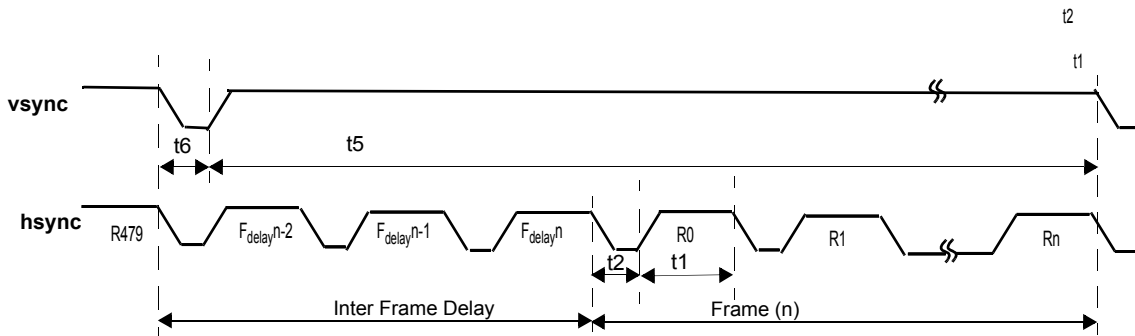 t2
t1
vsync
t6
t5
hsync
R479
Fdelayn-2
Fdelayn-1
Fdelayn
R0
R1
Rn
t2
t1
Inter Frame Delay
Frame (n)